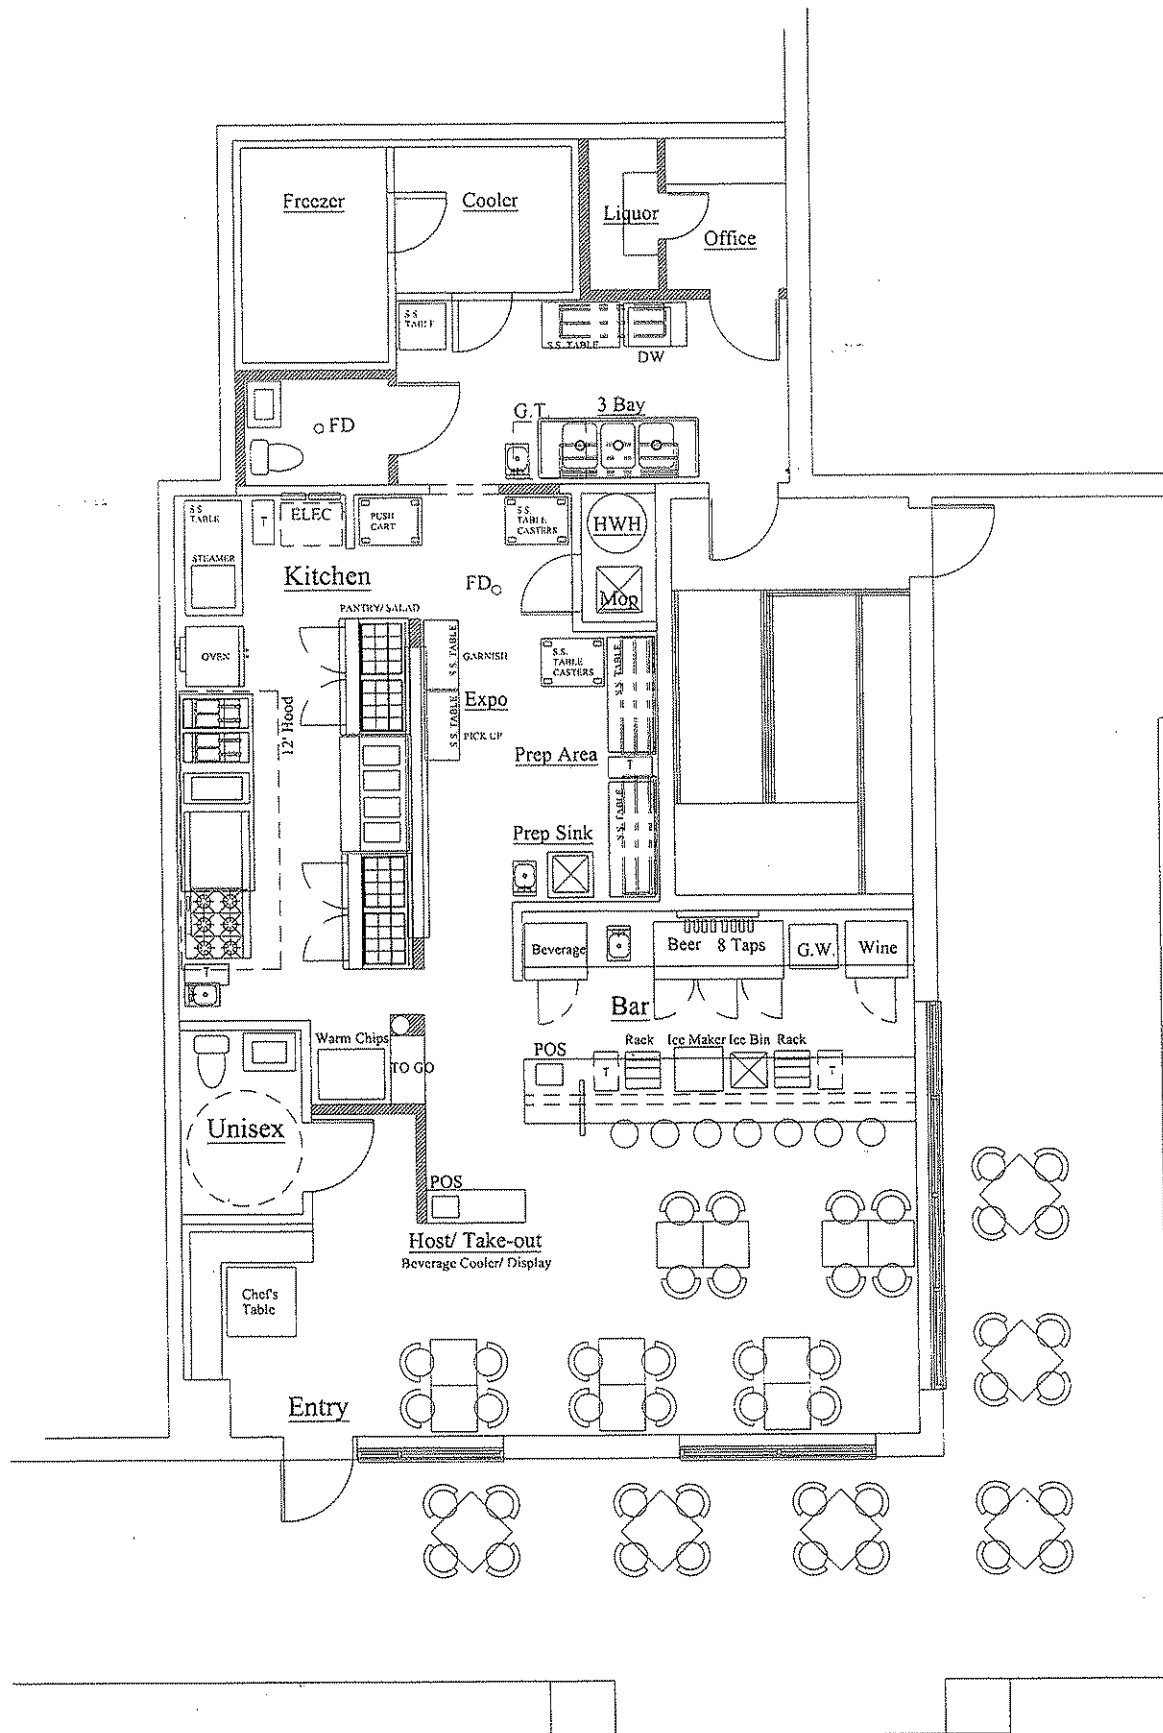 Freezer
Cooler
Liquor
Office
S.S.
TABLE
S.S. TABLE
DW
FD
G.T.
3 Bay
S.S.
TABLE
T
ELEC
PUSH
CART
S.S.
TABLE
CASTERS
HWH
STEAMER
Kitchen
FD
Mop
PANTRY/ SALAD
OVEN
S.S. TABLE
GARNISH
S.S.
TABLE
CASTERS
S.S. TABLE
12' Hood
Expo
S.S. TABLE
PICK UP
Prep Area
T
S.S. TABLE
Prep Sink
Beverage
Beer 8 Taps
G.W.
Wine
T
Bar
Warm Chips
TO GO
POS
T
Rack
Ice Maker
Ice Bin
Rack
T
Unisex
POS
Host/ Take-out
Beverage Cooler/ Display
Chef's
Table
Entry